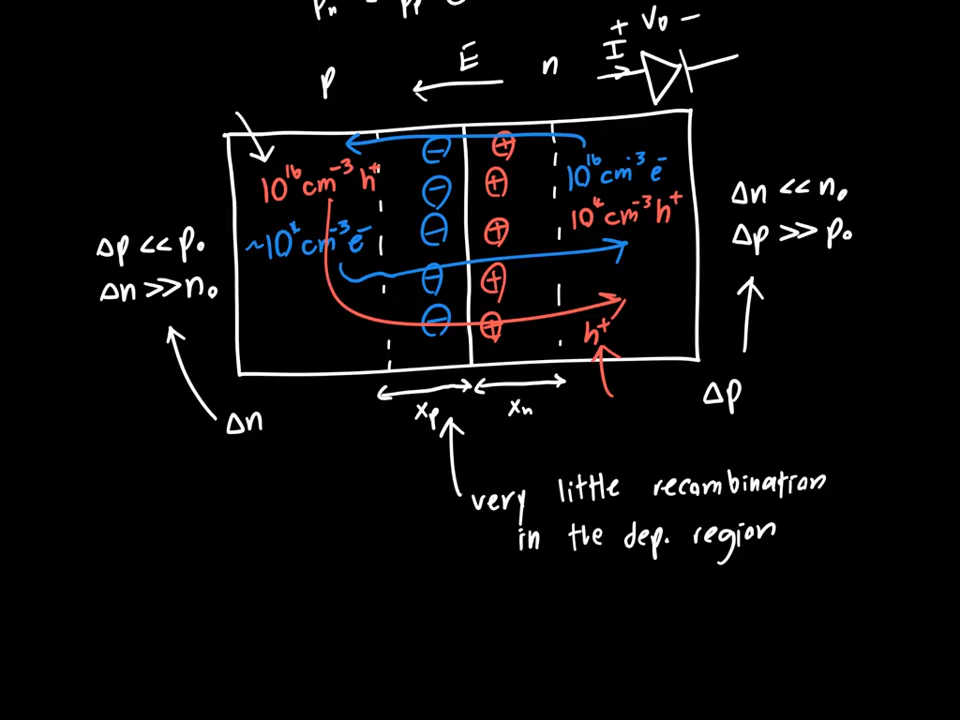 + V₀ −
I
p E n
10¹⁶ cm⁻³ h⁺
~10⁴ cm⁻³ e⁻
10¹⁶ cm⁻³ e⁻
10⁴ cm⁻³ h⁺
Δp << p₀
Δn >> n₀
Δn << n₀
Δp >> p₀
− +
− +
− +
− +
− +
h⁺
xₚ xₙ
Δn
Δp
very little recombination
in the dep. region